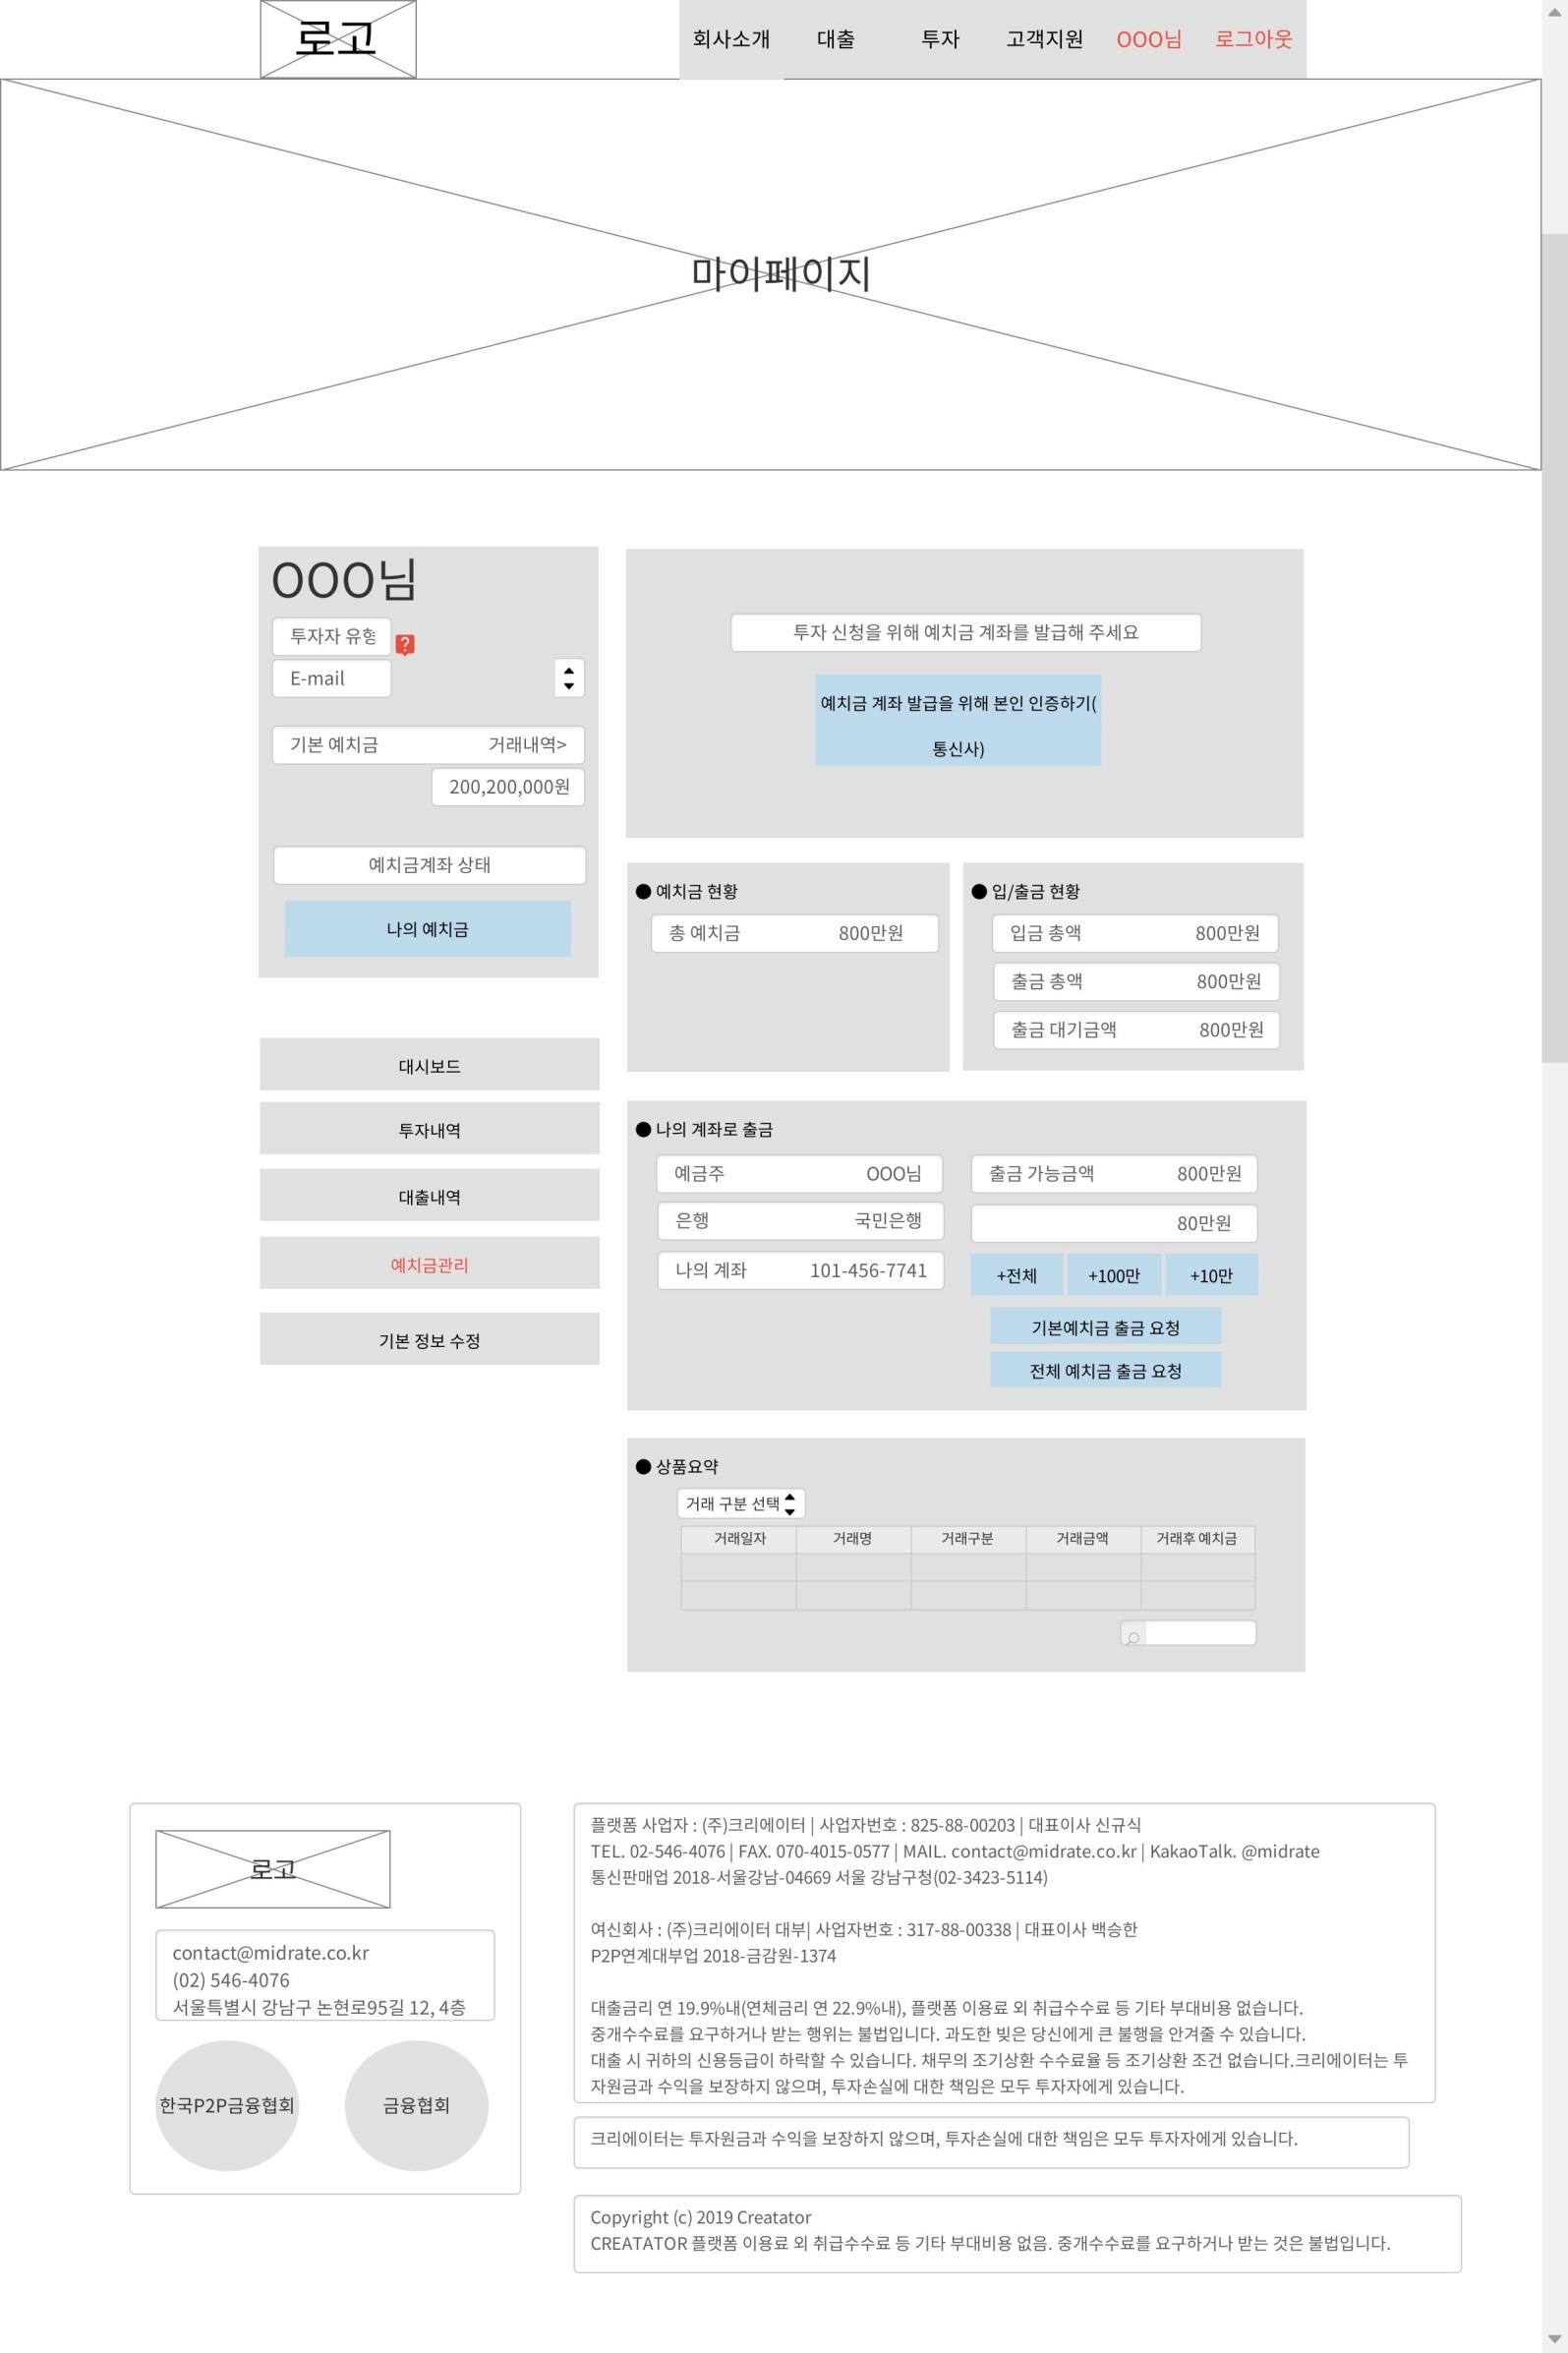 로고
회사소개 대출 투자 고객지원 OOO님 로그아웃
마이페이지
OOO님
투자자 유형
?
E-mail
기본 예치금 거래내역>
200,200,000원
예치금계좌 상태
나의 예치금
대시보드
투자내역
대출내역
예치금관리
기본 정보 수정
투자 신청을 위해 예치금 계좌를 발급해 주세요
예치금 계좌 발급을 위해 본인 인증하기(
통신사)
● 예치금 현황
총 예치금 800만원
● 입/출금 현황
입금 총액 800만원
출금 총액 800만원
출금 대기금액 800만원
● 나의 계좌로 출금
예금주 OOO님
은행 국민은행
나의 계좌 101-456-7741
출금 가능금액 800만원
80만원
+전체 +100만 +10만
기본예치금 출금 요청
전체 예치금 출금 요청
● 상품요약
거래 구분 선택
거래일자 거래명 거래구분 거래금액 거래후 예치금
로고
contact@midrate.co.kr
(02) 546-4076
서울특별시 강남구 논현로95길 12, 4층
한국P2P금융협회 금융협회
플랫폼 사업자 : (주)크리에이터 | 사업자번호 : 825-88-00203 | 대표이사 신규식
TEL. 02-546-4076 | FAX. 070-4015-0577 | MAIL. contact@midrate.co.kr | KakaoTalk. @midrate
통신판매업 2018-서울강남-04669 서울 강남구청(02-3423-5114)
여신회사 : (주)크리에이터 대부| 사업자번호 : 317-88-00338 | 대표이사 백승한
P2P연계대부업 2018-금감원-1374
대출금리 연 19.9%내(연체금리 연 22.9%내), 플랫폼 이용료 외 취급수수료 등 기타 부대비용 없습니다.
중개수수료를 요구하거나 받는 행위는 불법입니다. 과도한 빚은 당신에게 큰 불행을 안겨줄 수 있습니다.
대출 시 귀하의 신용등급이 하락할 수 있습니다. 채무의 조기상환 수수료율 등 조기상환 조건 없습니다.크리에이터는 투
자원금과 수익을 보장하지 않으며, 투자손실에 대한 책임은 모두 투자자에게 있습니다.
크리에이터는 투자원금과 수익을 보장하지 않으며, 투자손실에 대한 책임은 모두 투자자에게 있습니다.
Copyright (c) 2019 Creatator
CREATATOR 플랫폼 이용료 외 취급수수료 등 기타 부대비용 없음. 중개수수료를 요구하거나 받는 것은 불법입니다.